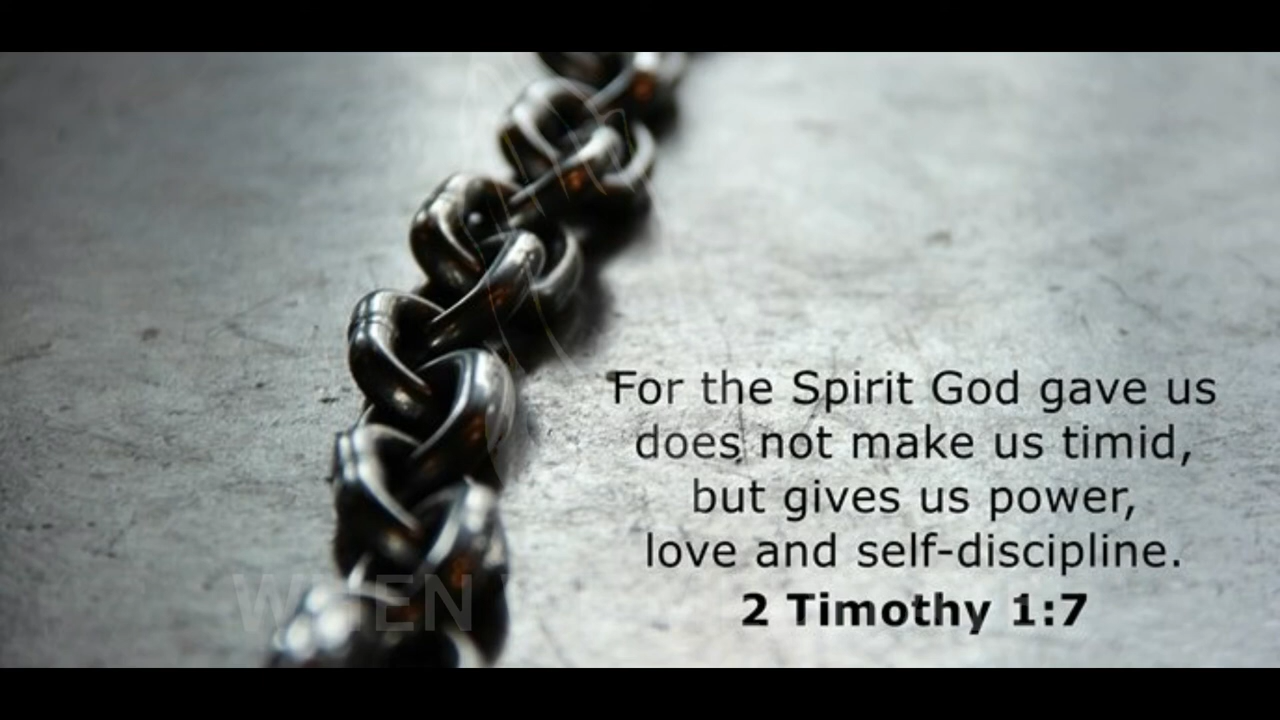 For the Spirit God gave us
does not make us timid,
but gives us power,
love and self-discipline.
2 Timothy 1:7
WHEN